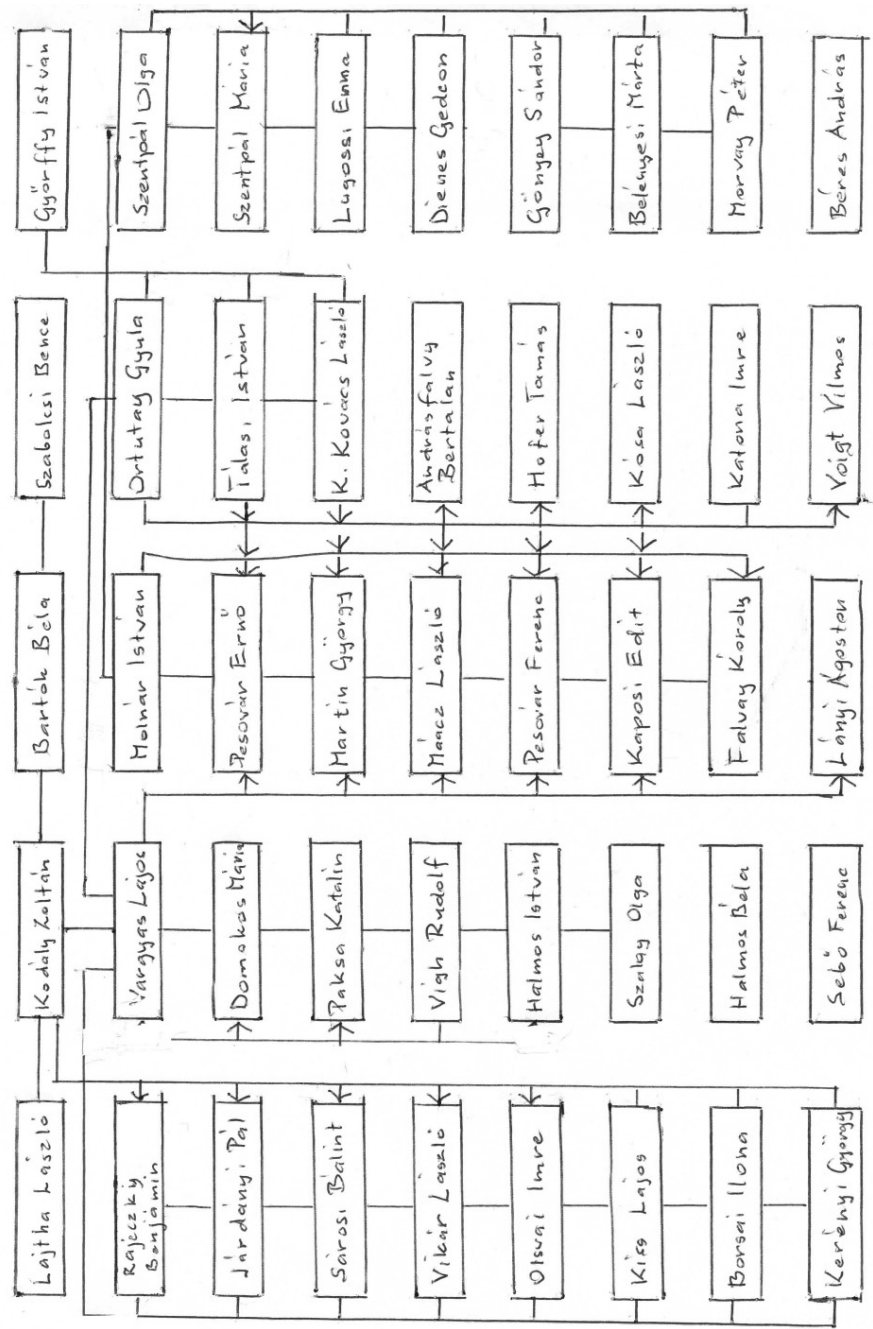 Lajtha László
Kodály Zoltán
Bartók Béla
Szabolcsi Bence
Györffy István
Rajeczky
Benjámin
Vargyas Lajos
Molnár István
Ortutay Gyula
Szentpál Olga
Járdányi Pál
Domokos Mária
Pesovár Ernő
Tálasi István
Szentpál Mária
Sárosi Bálint
Paksa Katalin
Martin György
K. Kovács László
Lugossi Emma
Vikár László
Vigh Rudolf
Maácz László
Andrásfalvy
Bertalan
Dienes Gedeon
Olsvai Imre
Halmos István
Pesovár Ferenc
Hofer Tamás
Gönyey Sándor
Kiss Lajos
Szalay Olga
Kaposi Edit
Kósa László
Belényesi Márta
Borsai Ilona
Halmos Béla
Falvay Károly
Katona Imre
Morvay Péter
Kerényi György
Sebő Ferenc
Lányi Ágoston
Voigt Vilmos
Béres András